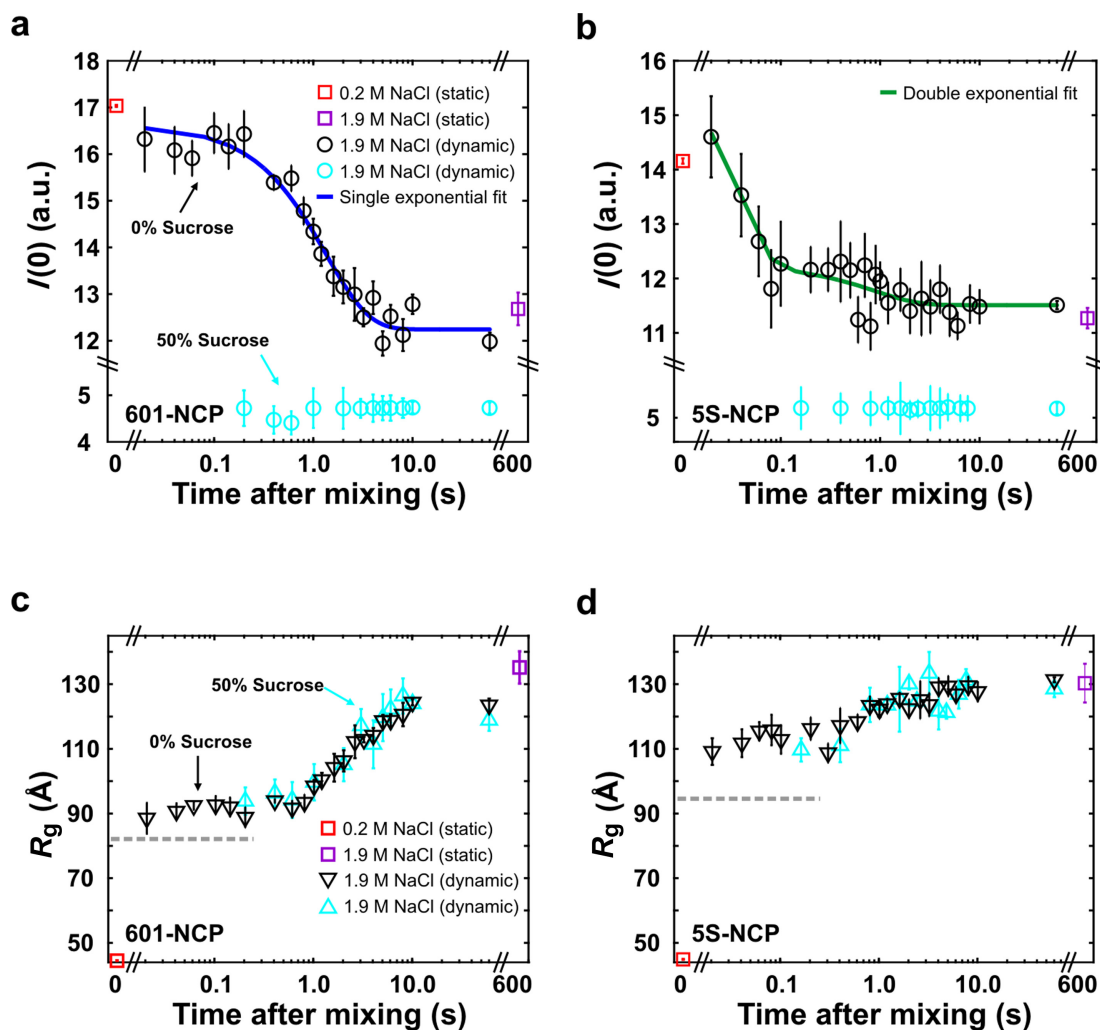 a
18
17
16
15
14
13
12
5
4
I(0) (a.u.)
0.2 M NaCl (static)
1.9 M NaCl (static)
1.9 M NaCl (dynamic)
1.9 M NaCl (dynamic)
Single exponential fit
0% Sucrose
50% Sucrose
601-NCP
0 0.1 1.0 10.0 600
Time after mixing (s)
b
16
15
14
13
12
11
5
I(0) (a.u.)
Double exponential fit
5S-NCP
0 0.1 1.0 10.0 600
Time after mixing (s)
c
130
110
90
70
50
Rg (Å)
50% Sucrose
0% Sucrose
0.2 M NaCl (static)
1.9 M NaCl (static)
1.9 M NaCl (dynamic)
1.9 M NaCl (dynamic)
601-NCP
0 0.1 1.0 10.0 600
Time after mixing (s)
d
130
110
90
70
50
Rg (Å)
5S-NCP
0 0.1 1.0 10.0 600
Time after mixing (s)